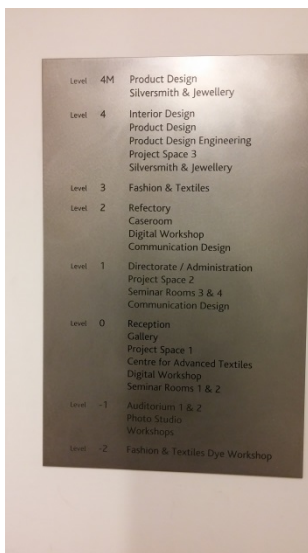 Level 4M Product Design
Silversmith & Jewellery
Level 4 Interior Design
Product Design
Product Design Engineering
Project Space 3
Silversmith & Jewellery
Level 3 Fashion & Textiles
Level 2 Refectory
Caseroom
Digital Workshop
Communication Design
Level 1 Directorate / Administration
Project Space 2
Seminar Rooms 3 & 4
Communication Design
Level 0 Reception
Gallery
Project Space 1
Centre for Advanced Textiles
Digital Workshop
Seminar Rooms 1 & 2
Level -1 Auditorium 1 & 2
Photo Studio
Workshops
Level -2 Fashion & Textiles Dye Workshop